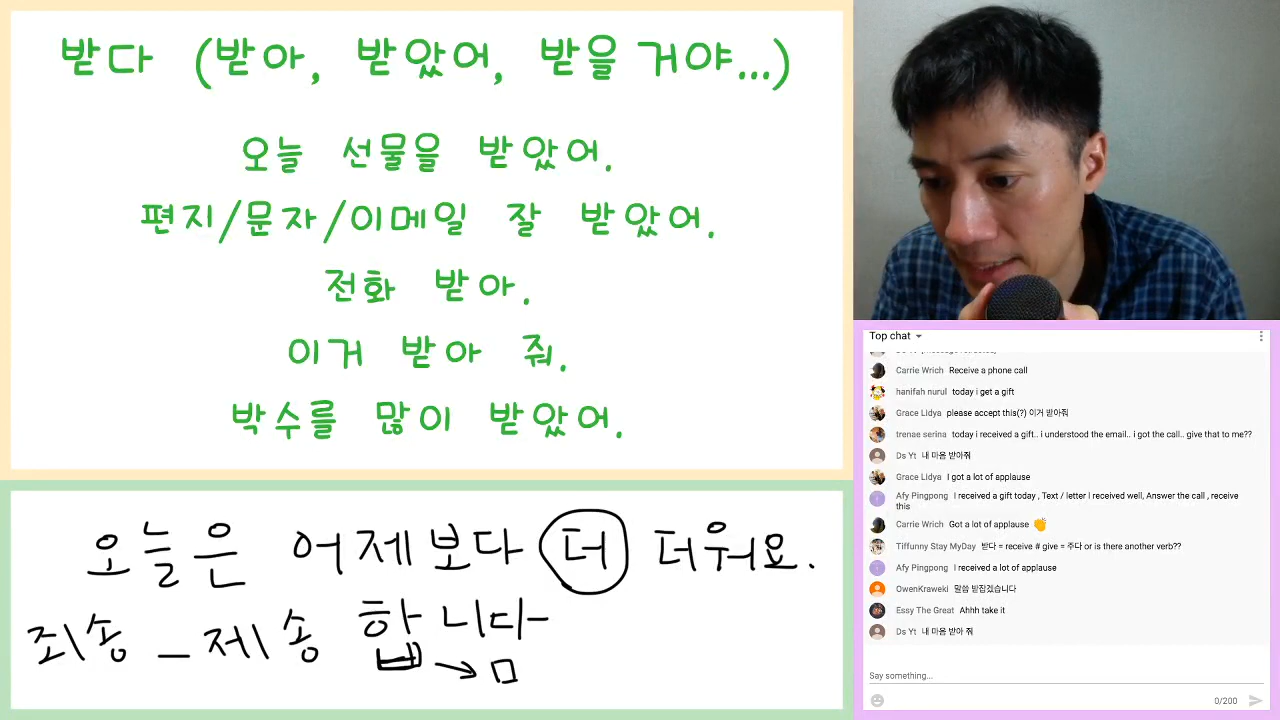 받다 (받아, 받았어, 받을 거야...)
오늘 선물을 받았어.
편지/문자/이메일 잘 받았어.
전화 받아.
이거 받아 줘.
박수를 많이 받았어.
오늘은 어제보다 더 더워요.
죄송 _ 제송 합니다
→ ㅁ
Top chat
Carrie Wrich Receive a phone call
hanifah nurul today i get a gift
Grace Lidya please accept this(?) 이거 받아줘
trenae serina today i received a gift.. i understood the email.. i got the call.. give that to me??
Ds Yt 내 마음 받아줘
Grace Lidya I got a lot of applause
Afy Pingpong I received a gift today , Text / letter I received well, Answer the call , receive
this
Carrie Wrich Got a lot of applause 👏
Tiffunny Stay MyDay 받다 = receive # give = 주다 or is there another verb??
Afy Pingpong I received a lot of applause
OwenKraweki 말씀 받잡겠습니다
Essy The Great Ahhh take it
Ds Yt 내 마음 받아 줘
Say something...
0/200